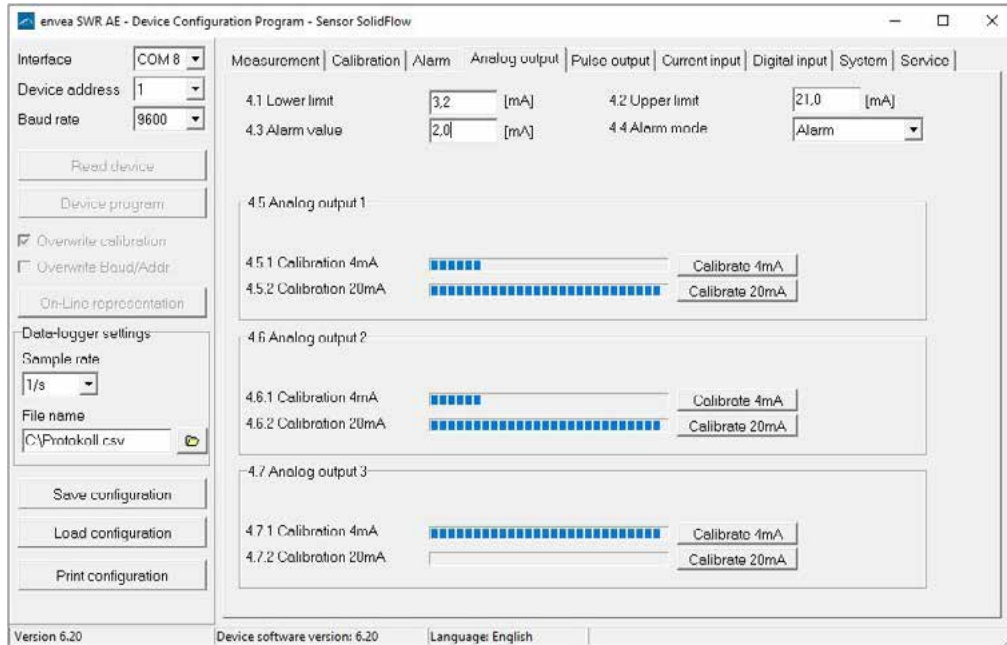 envea SWR AE - Device Configuration Program - Sensor SolidFlow
Interface COM 8
Device address 1
Baud rate 9600
Read device
Device program
Overwrite calibration
Overwrite Baud/Addr.
On-Line representation
Data-logger settings
Sample rate
1/s
File name
C:\Protokoll.csv
Save configuration
Load configuration
Print configuration
Measurement Calibration Alarm Analog output Pulse output Current input Digital input System Service
4.1 Lower limit 3,2 [mA] 4.2 Upper limit 21,0 [mA]
4.3 Alarm value 2,0 [mA] 4.4 Alarm mode Alarm
4.5 Analog output 1
4.5.1 Calibration 4mA Calibrate 4mA
4.5.2 Calibration 20mA Calibrate 20mA
4.6 Analog output 2
4.6.1 Calibration 4mA Calibrate 4mA
4.6.2 Calibration 20mA Calibrate 20mA
4.7 Analog output 3
4.7.1 Calibration 4mA Calibrate 4mA
4.7.2 Calibration 20mA Calibrate 20mA
Version 6.20 Device software version: 6.20 Language: English